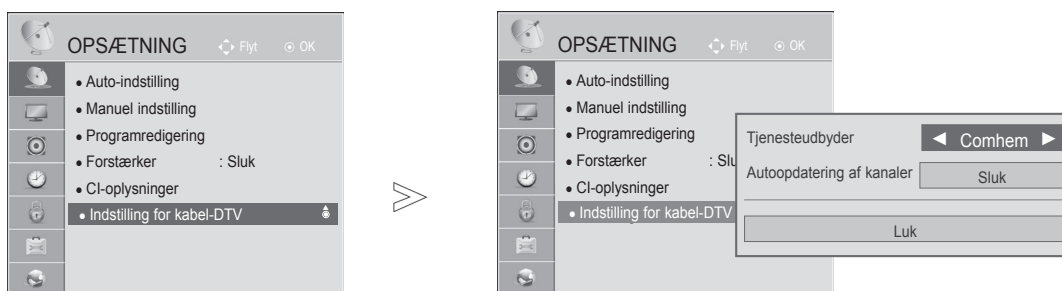 OPSÆTNING Flyt OK
• Auto-indstilling
• Manuel indstilling
• Programredigering
• Forstærker : Sluk
• CI-oplysninger
• Indstilling for kabel-DTV
OPSÆTNING Flyt OK
• Auto-indstilling
• Manuel indstilling
• Programredigering
• Forstærker : Slu
• CI-oplysninger
• Indstilling for kabel-DTV
Tjenesteudbyder ◄ Comhem ►
Autoopdatering af kanaler Sluk
Luk